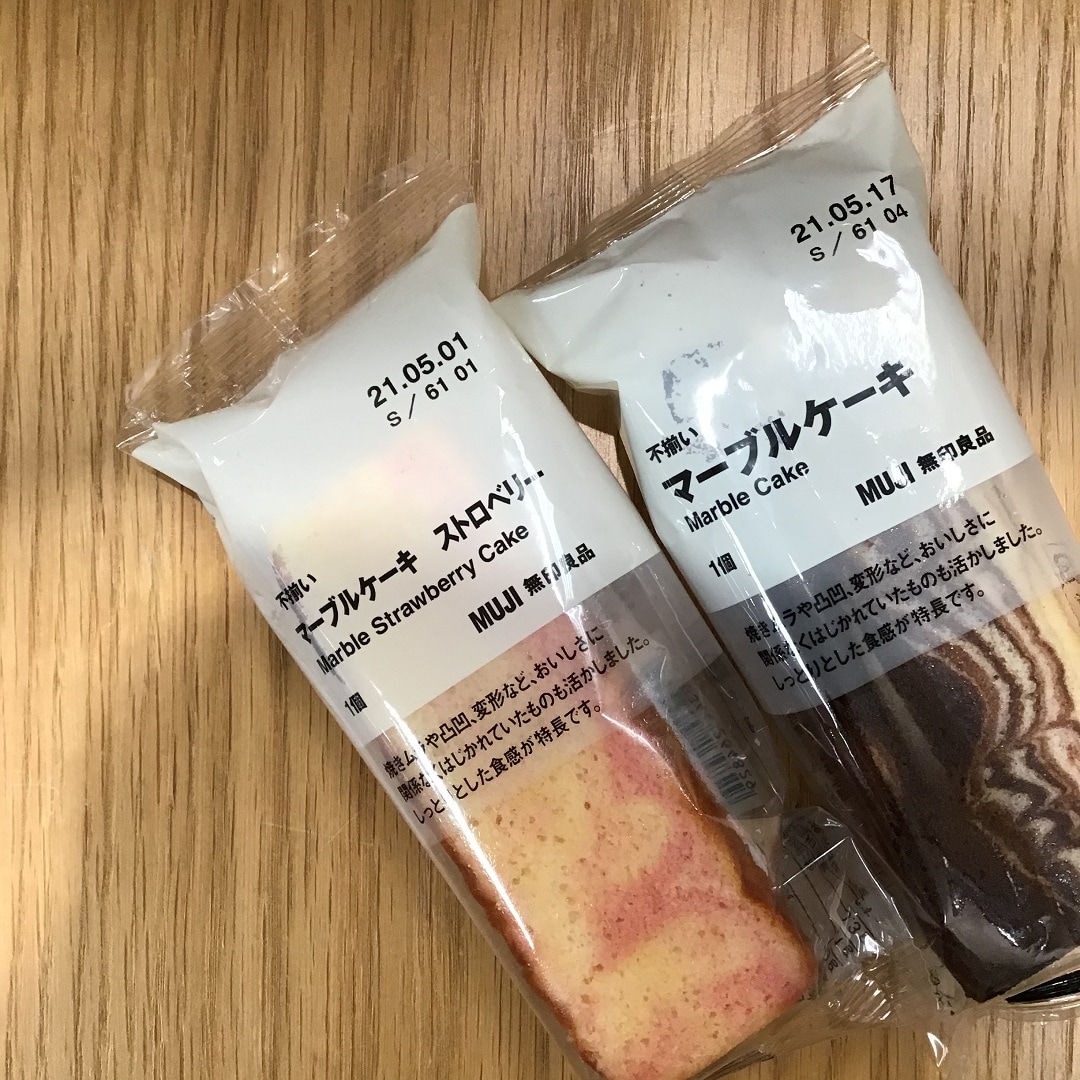 21.05.01
S / 61 01
不揃い
マーブルケーキ ストロベリー
Marble Strawberry Cake
MUJI 無印良品
1個
焼きムラや凸凹、変形など、おいしさに
関係なくはじかれていたものも活かしました。
しっとりとした食感が特長です。
21.05.17
S / 61 04
不揃い
マーブルケーキ
Marble Cake
MUJI 無印良品
1個
焼きムラや凸凹、変形など、おいしさに
関係なくはじかれていたものも活かしました。
しっとりとした食感が特長です。